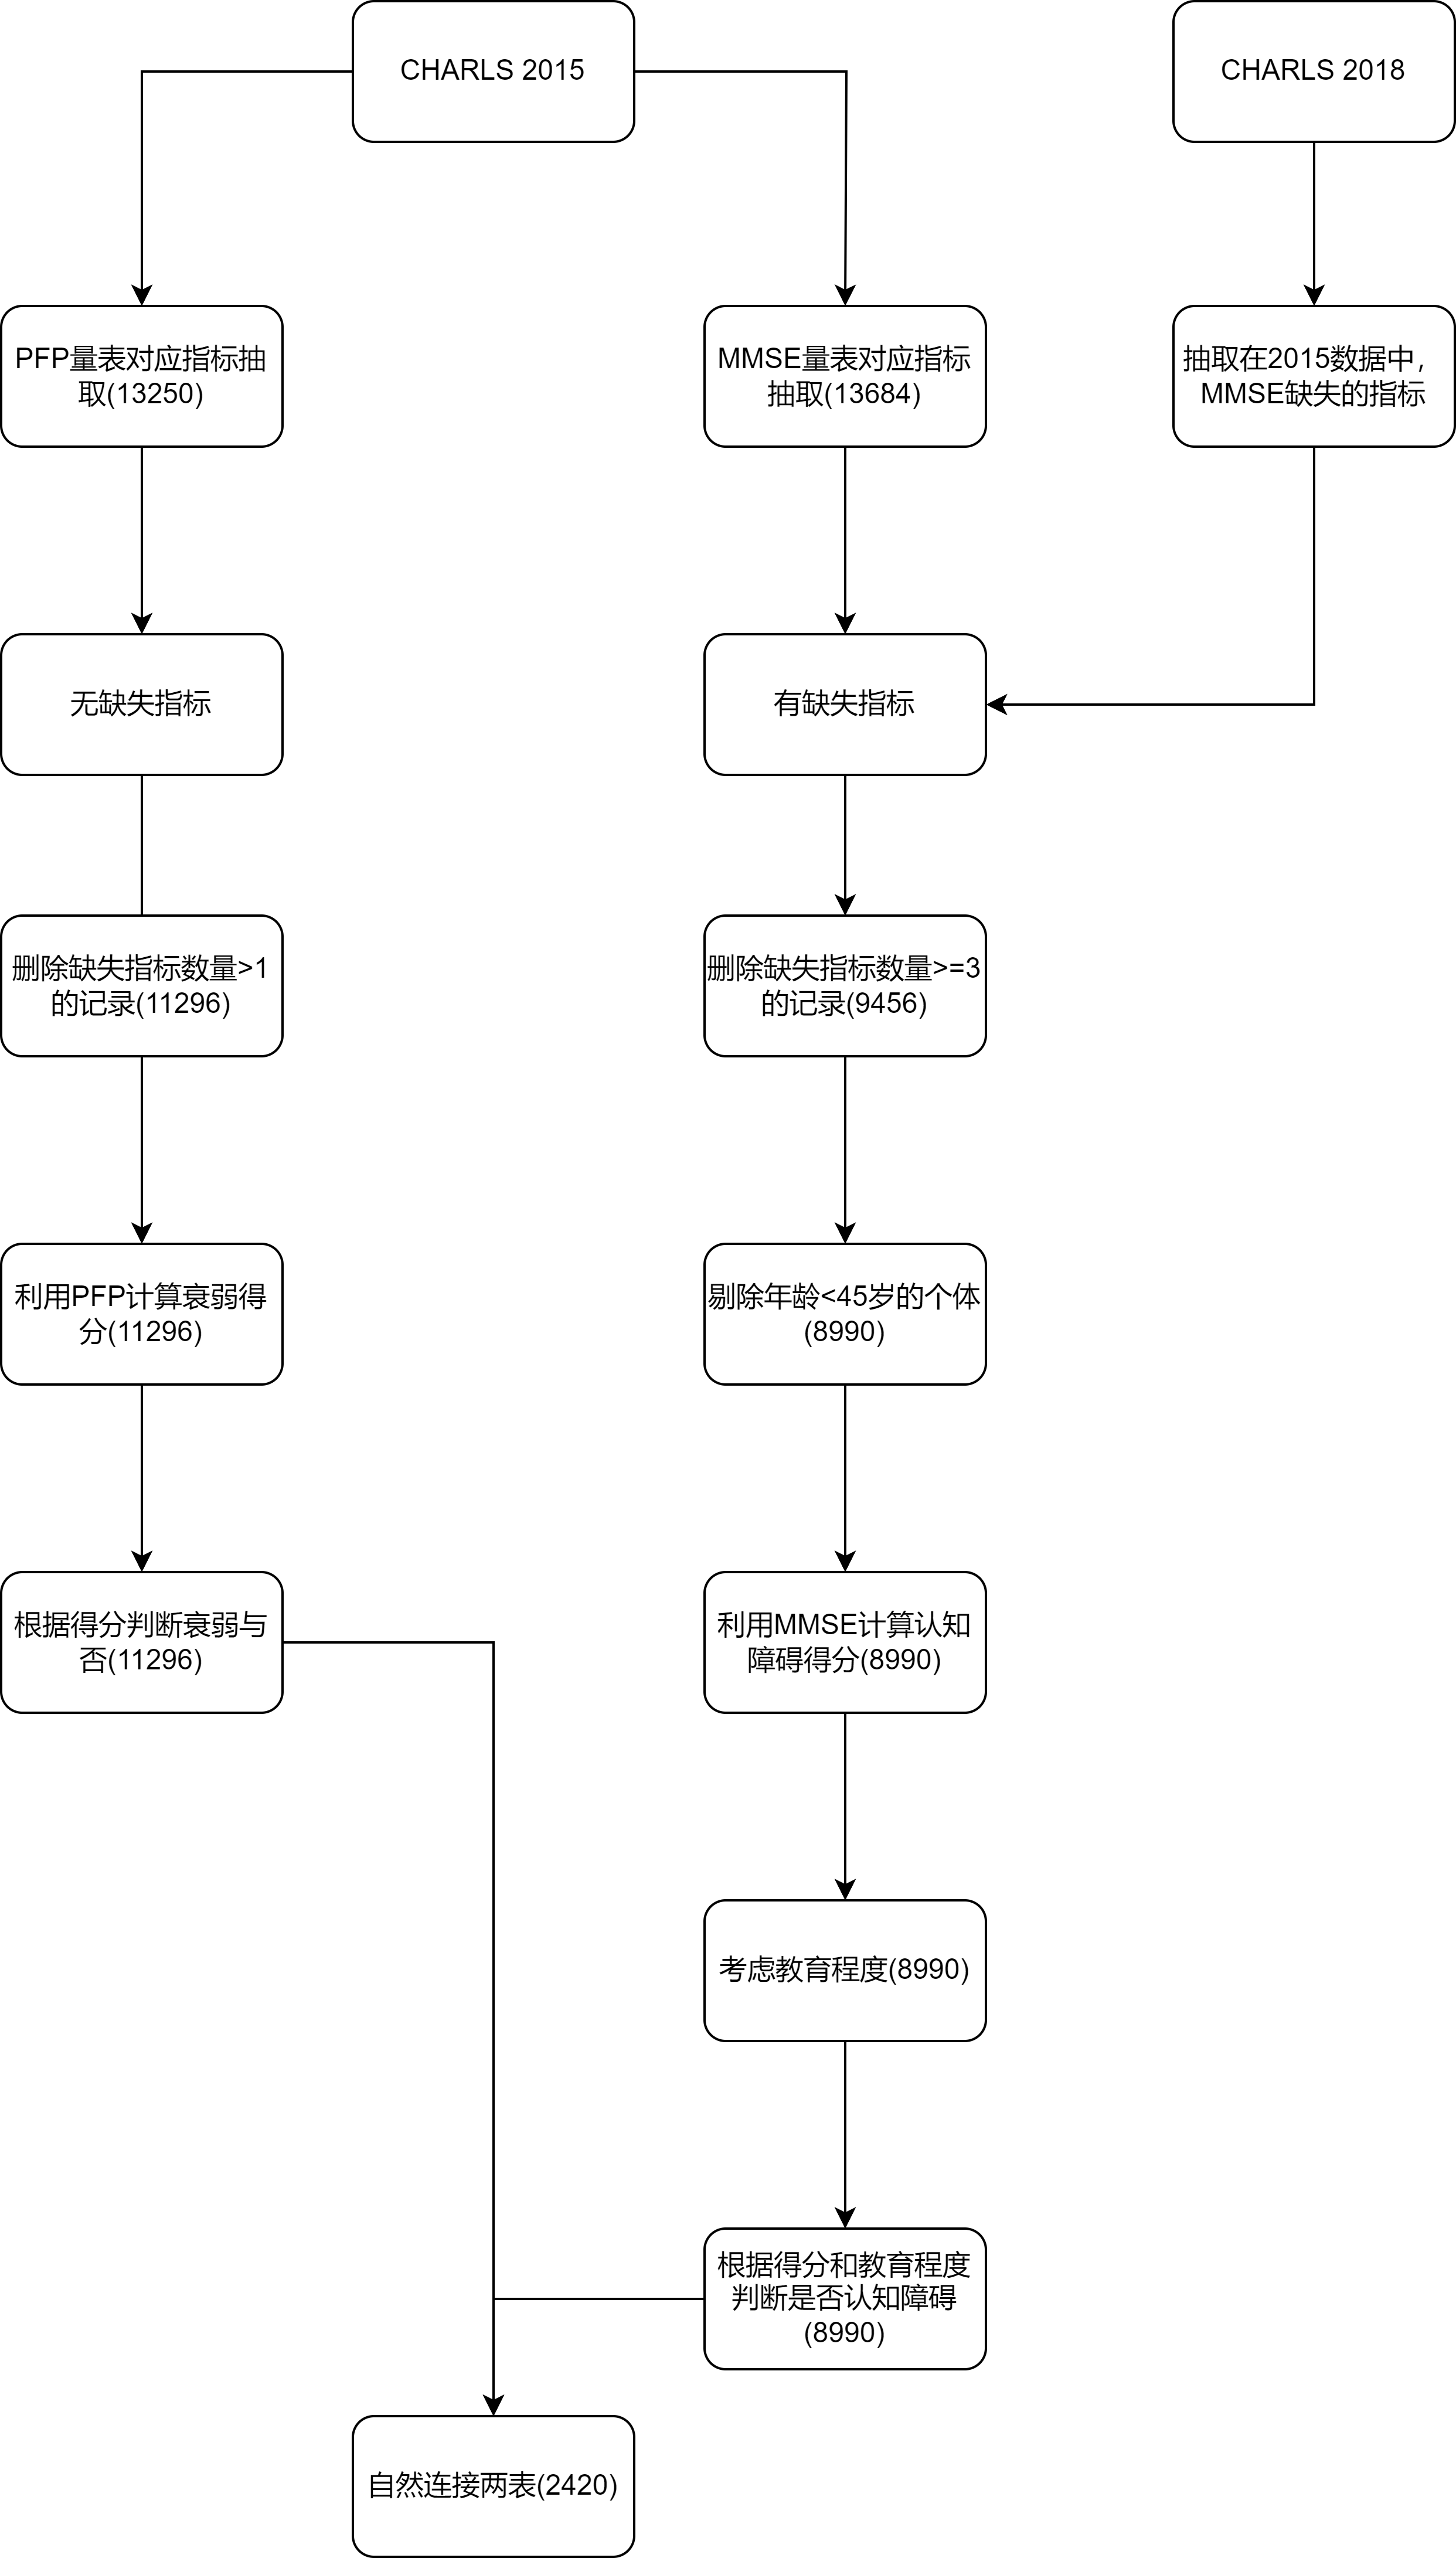 CHARLS 2015
CHARLS 2018
PFP量表对应指标抽
取(13250)
MMSE量表对应指标
抽取(13684)
抽取在2015数据中，
MMSE缺失的指标
无缺失指标
有缺失指标
删除缺失指标数量>1
的记录(11296)
删除缺失指标数量>=3
的记录(9456)
利用PFP计算衰弱得
分(11296)
剔除年龄<45岁的个体
(8990)
根据得分判断衰弱与
否(11296)
利用MMSE计算认知
障碍得分(8990)
考虑教育程度(8990)
根据得分和教育程度
判断是否认知障碍
(8990)
自然连接两表(2420)